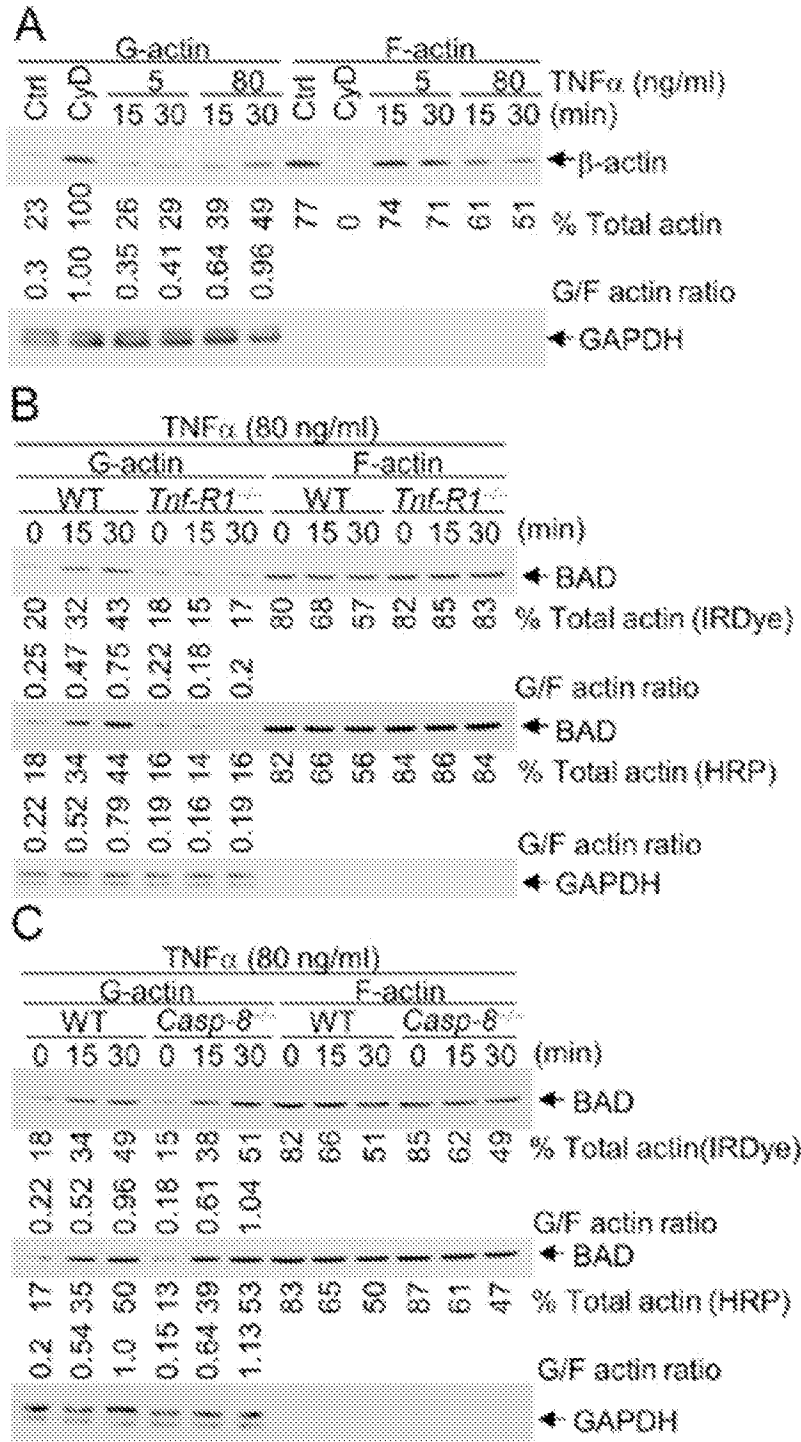 A
G-actin F-actin
Ctrl CyD 5 80 Ctrl CyD 5 80 TNFα (ng/ml)
15 30 15 30 15 30 15 30 (min)
β-actin
23 100 26 29 39 49 77 0 74 71 61 51 % Total actin
0.3 1.00 0.35 0.41 0.64 0.96 G/F actin ratio
GAPDH
B
TNFα (80 ng/ml)
G-actin F-actin
WT Tnf-R1-/- WT Tnf-R1-/-
0 15 30 0 15 30 0 15 30 0 15 30 (min)
BAD
20 32 43 18 15 17 80 68 57 82 85 83 % Total actin (IRDye)
0.25 0.47 0.75 0.22 0.18 0.2 G/F actin ratio
BAD
18 34 44 16 14 16 82 66 56 84 86 84 % Total actin (HRP)
0.22 0.52 0.79 0.19 0.16 0.19 G/F actin ratio
GAPDH
C
TNFα (80 ng/ml)
G-actin F-actin
WT Casp-8-/- WT Casp-8-/-
0 15 30 0 15 30 0 15 30 0 15 30 (min)
BAD
18 34 49 15 38 51 82 66 51 85 62 49 % Total actin(IRDye)
0.22 0.52 0.96 0.18 0.61 1.04 G/F actin ratio
BAD
17 35 50 13 39 53 83 65 50 87 61 47 % Total actin (HRP)
0.2 0.54 1.0 0.15 0.64 1.13 G/F actin ratio
GAPDH